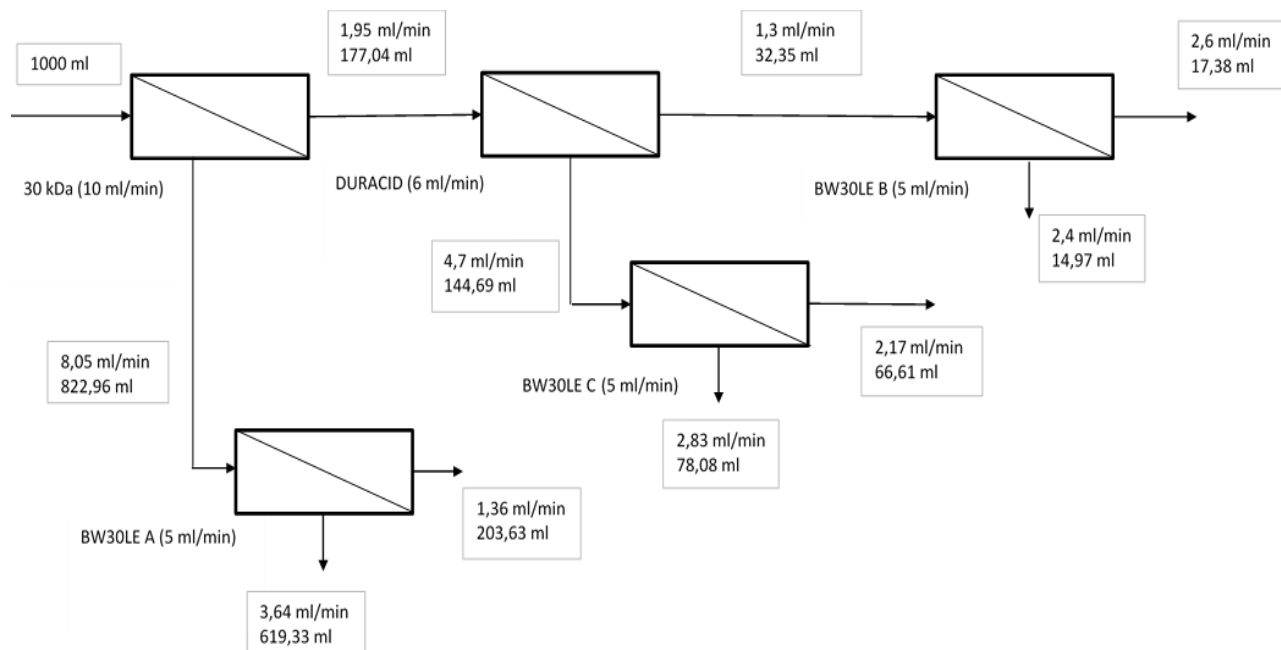 1000 ml
1,95 ml/min
177,04 ml
1,3 ml/min
32,35 ml
2,6 ml/min
17,38 ml
30 kDa (10 ml/min)
DURACID (6 ml/min)
BW30LE B (5 ml/min)
2,4 ml/min
14,97 ml
4,7 ml/min
144,69 ml
8,05 ml/min
822,96 ml
BW30LE C (5 ml/min)
2,17 ml/min
66,61 ml
2,83 ml/min
78,08 ml
BW30LE A (5 ml/min)
1,36 ml/min
203,63 ml
3,64 ml/min
619,33 ml